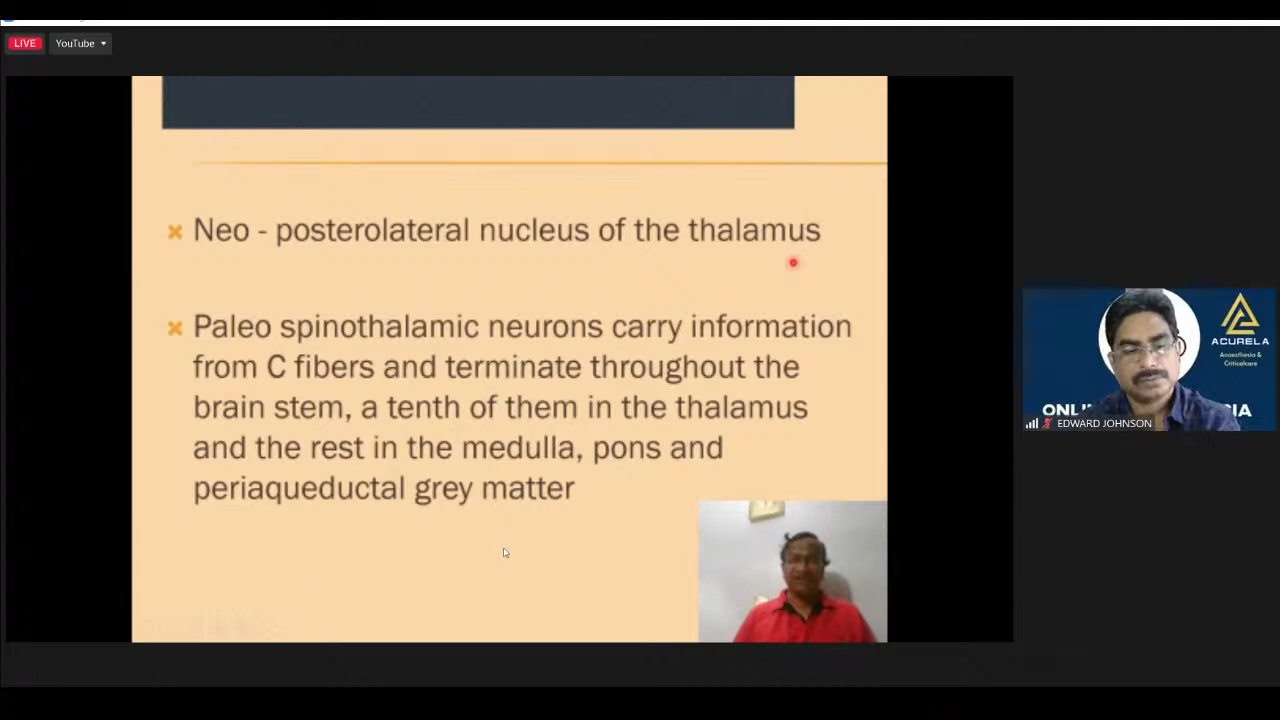 LIVE
YouTube
Neo - posterolateral nucleus of the thalamus
Paleo spinothalamic neurons carry information
from C fibers and terminate throughout the
brain stem, a tenth of them in the thalamus
and the rest in the medulla, pons and
periaqueductal grey matter
ACURELA
Anaesthesia &
Criticalcare
EDWARD JOHNSON